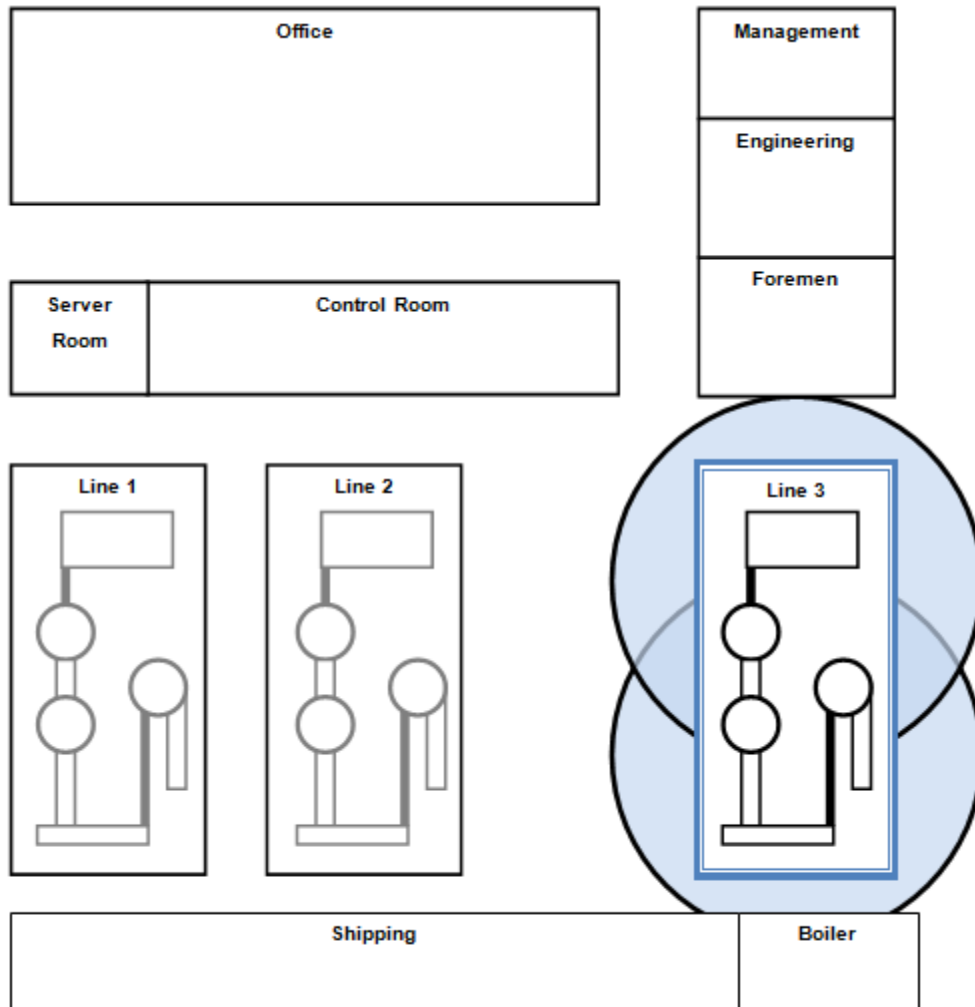 Office
Management
Engineering
Foremen
Server
Room
Control Room
Line 1
Line 2
Line 3
Shipping
Boiler